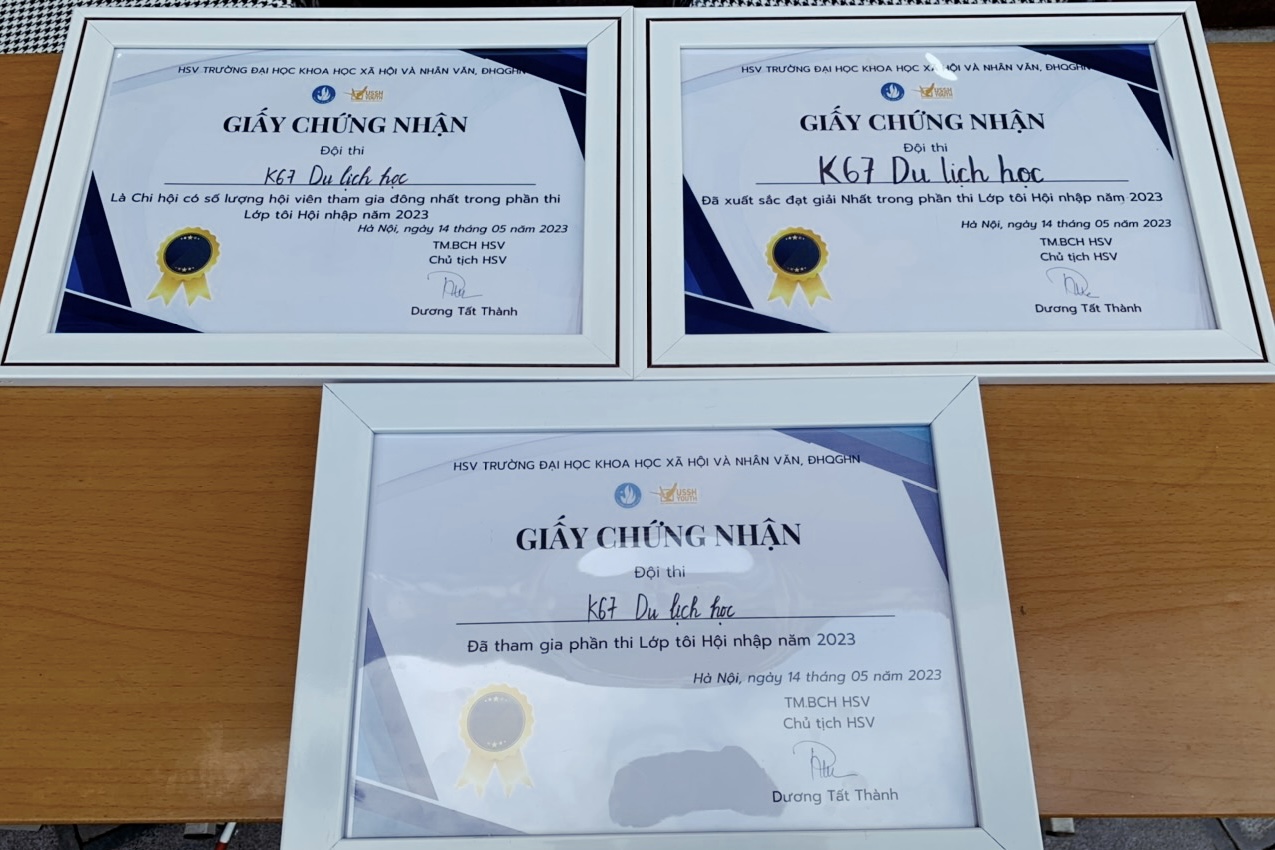 HSV TRƯỜNG ĐẠI HỌC KHOA HỌC XÃ HỘI VÀ NHÂN VĂN, ĐHQGHN
USSH YOUTH
GIẤY CHỨNG NHẬN
Đội thi
K67 Du lịch học
Là Chi hội có số lượng hội viên tham gia đông nhất trong phần thi
Lớp tôi Hội nhập năm 2023
Hà Nội, ngày 14 tháng 05 năm 2023
TM.BCH HSV
Chủ tịch HSV
Dương Tất Thành
HSV TRƯỜNG ĐẠI HỌC KHOA HỌC XÃ HỘI VÀ NHÂN VĂN, ĐHQGHN
USSH YOUTH
GIẤY CHỨNG NHẬN
Đội thi
K67 Du lịch học
Đã xuất sắc đạt giải Nhất trong phần thi Lớp tôi Hội nhập năm 2023
Hà Nội, ngày 14 tháng 05 năm 2023
TM.BCH HSV
Chủ tịch HSV
Dương Tất Thành
HSV TRƯỜNG ĐẠI HỌC KHOA HỌC XÃ HỘI VÀ NHÂN VĂN, ĐHQGHN
USSH YOUTH
GIẤY CHỨNG NHẬN
Đội thi
K67 Du lịch học
Đã tham gia phần thi Lớp tôi Hội nhập năm 2023
Hà Nội, ngày 14 tháng 05 năm 2023
TM.BCH HSV
Chủ tịch HSV
Dương Tất Thành